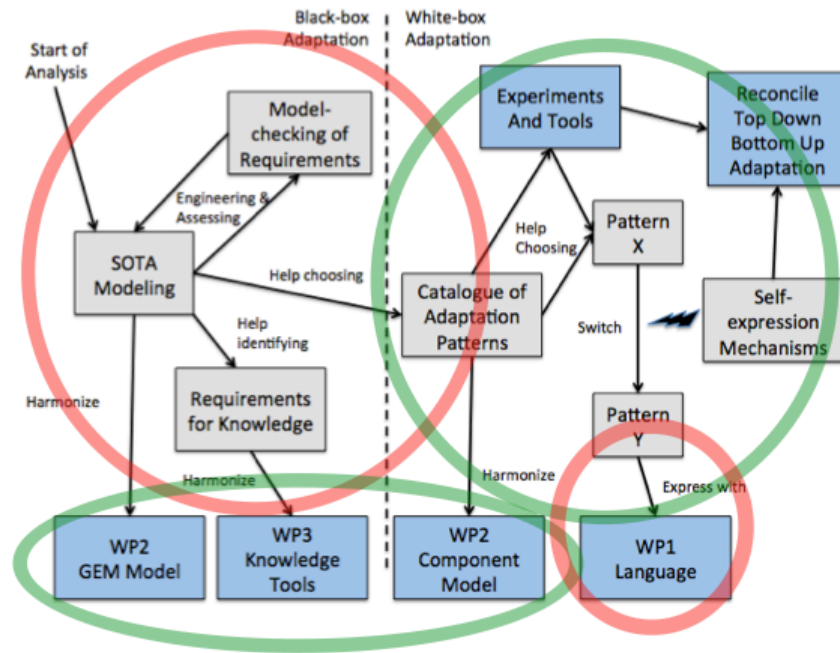 Black-box
Adaptation
White-box
Adaptation
Start of
Analysis
Model-
checking of
Requirements
Experiments
And Tools
Reconcile
Top Down
Bottom Up
Adaptation
Engineering &
Assessing
SOTA
Modeling
Help choosing
Help
Choosing
Pattern
X
Catalogue of
Adaptation
Patterns
Self-
expression
Mechanisms
Switch
Help
identifying
Harmonize
Requirements
for Knowledge
Pattern
Y
Harmonize
Harmonize
Express with
WP2
GEM Model
WP3
Knowledge
Tools
WP2
Component
Model
WP1
Language